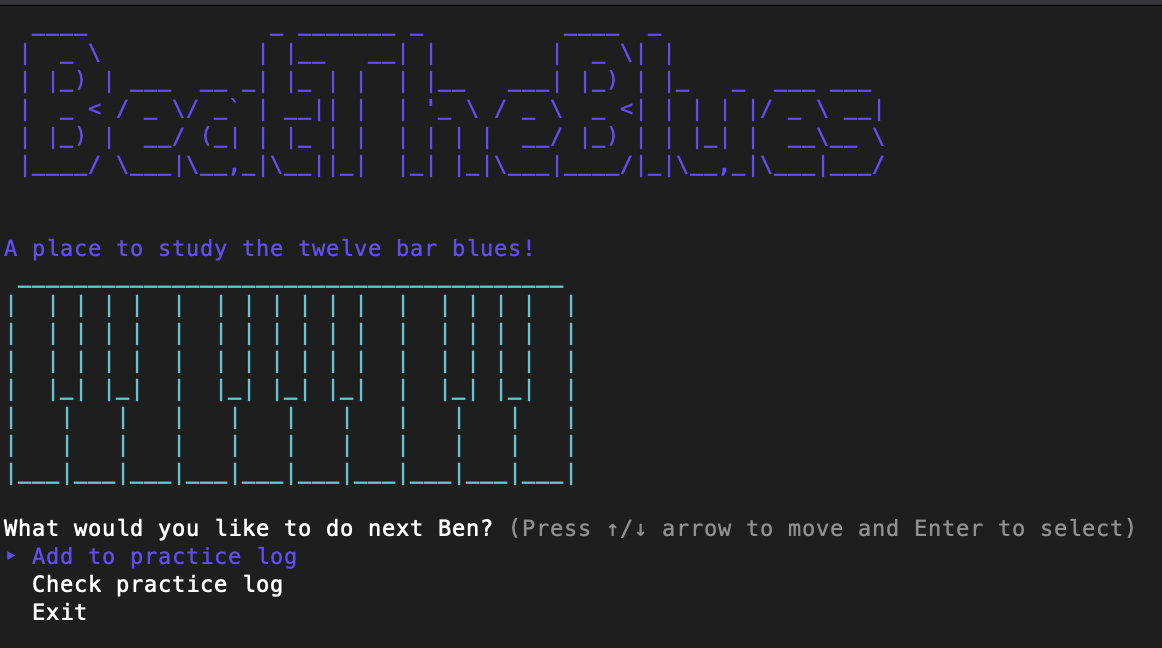 BeatTheBlues
A place to study the twelve bar blues!
What would you like to do next Ben? (Press ↑/↓ arrow to move and Enter to select)
‣ Add to practice log
Check practice log
Exit